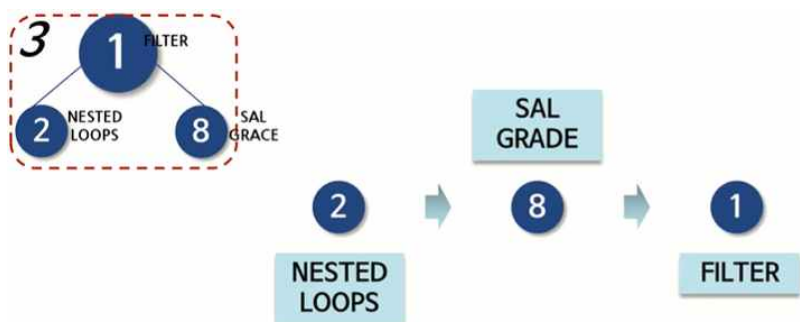 3
1
FILTER
2
NESTED
LOOPS
8
SAL
GRACE
SAL
GRADE
2
8
1
NESTED
LOOPS
FILTER